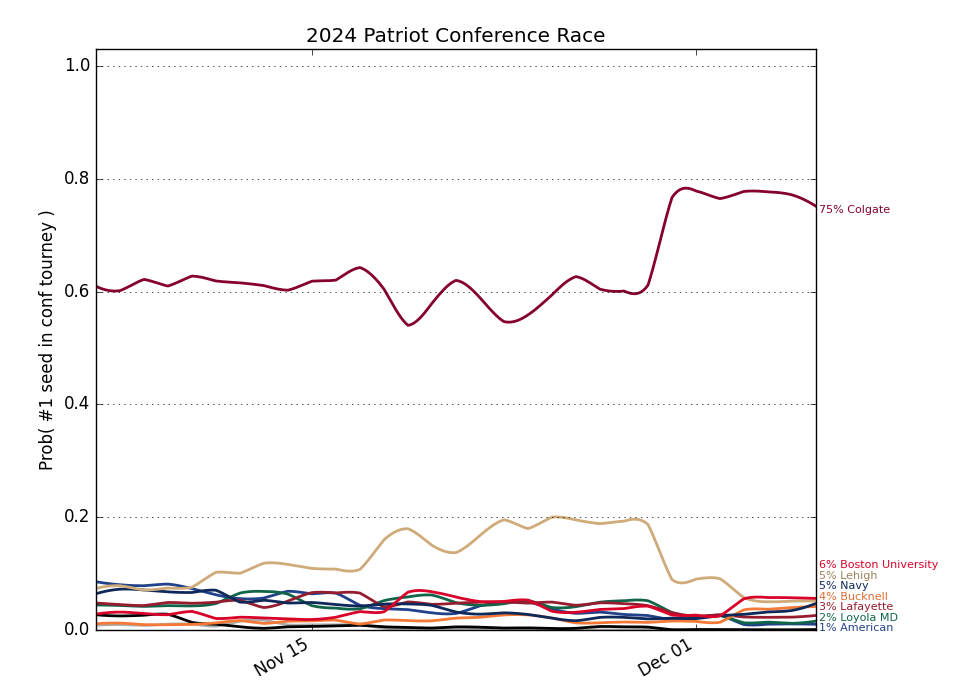 2024 Patriot Conference Race
Prob( #1 seed in conf tourney )
1.0
0.8
0.6
0.4
0.2
0.0
Nov 15
Dec 01
75% Colgate
6% Boston University
5% Lehigh
5% Navy
4% Bucknell
3% Lafayette
2% Loyola MD
1% American